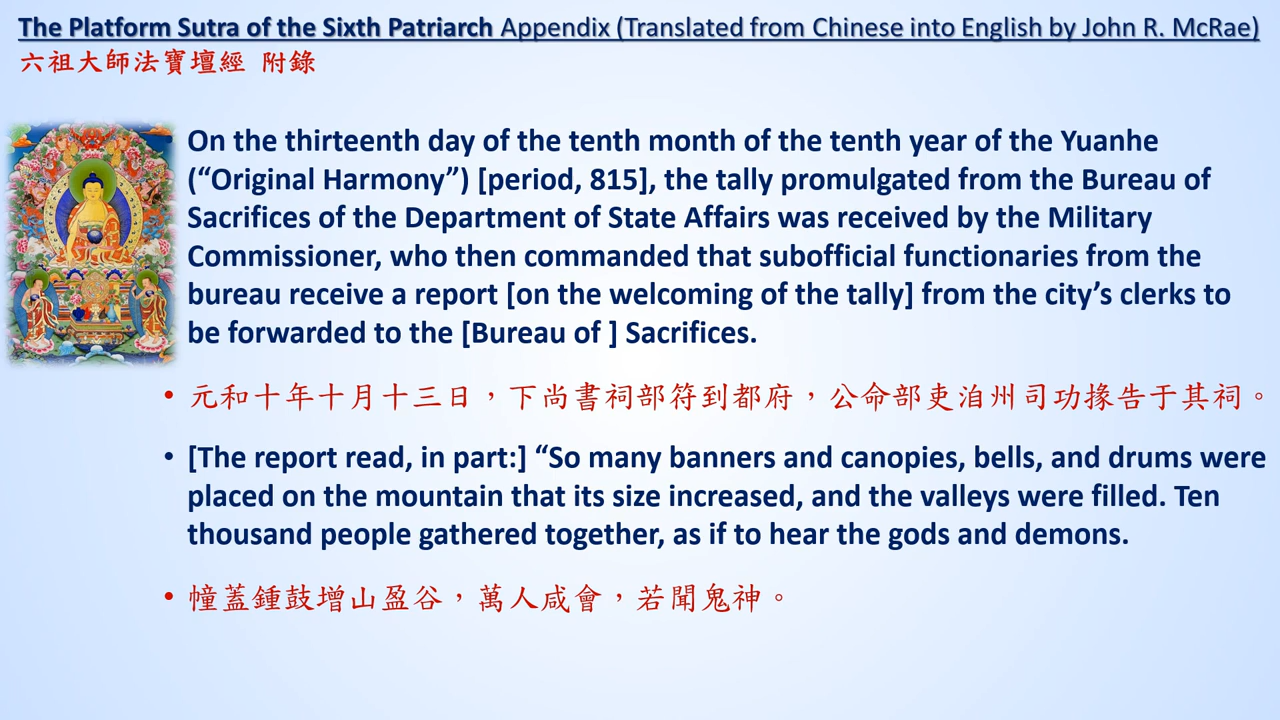 The Platform Sutra of the Sixth Patriarch Appendix (Translated from Chinese into English by John R. McRae)
六祖大師法寶壇經 附錄
• On the thirteenth day of the tenth month of the tenth year of the Yuanhe
(“Original Harmony”) [period, 815], the tally promulgated from the Bureau of
Sacrifices of the Department of State Affairs was received by the Military
Commissioner, who then commanded that subofficial functionaries from the
bureau receive a report [on the welcoming of the tally] from the city’s clerks to
be forwarded to the [Bureau of ] Sacrifices.
• 元和十年十月十三日，下尚書祠部符到都府，公命部吏洎州司功掾告于其祠。
• [The report read, in part:] “So many banners and canopies, bells, and drums were
placed on the mountain that its size increased, and the valleys were filled. Ten
thousand people gathered together, as if to hear the gods and demons.
• 幢蓋鍾鼓增山盈谷，萬人咸會，若聞鬼神。